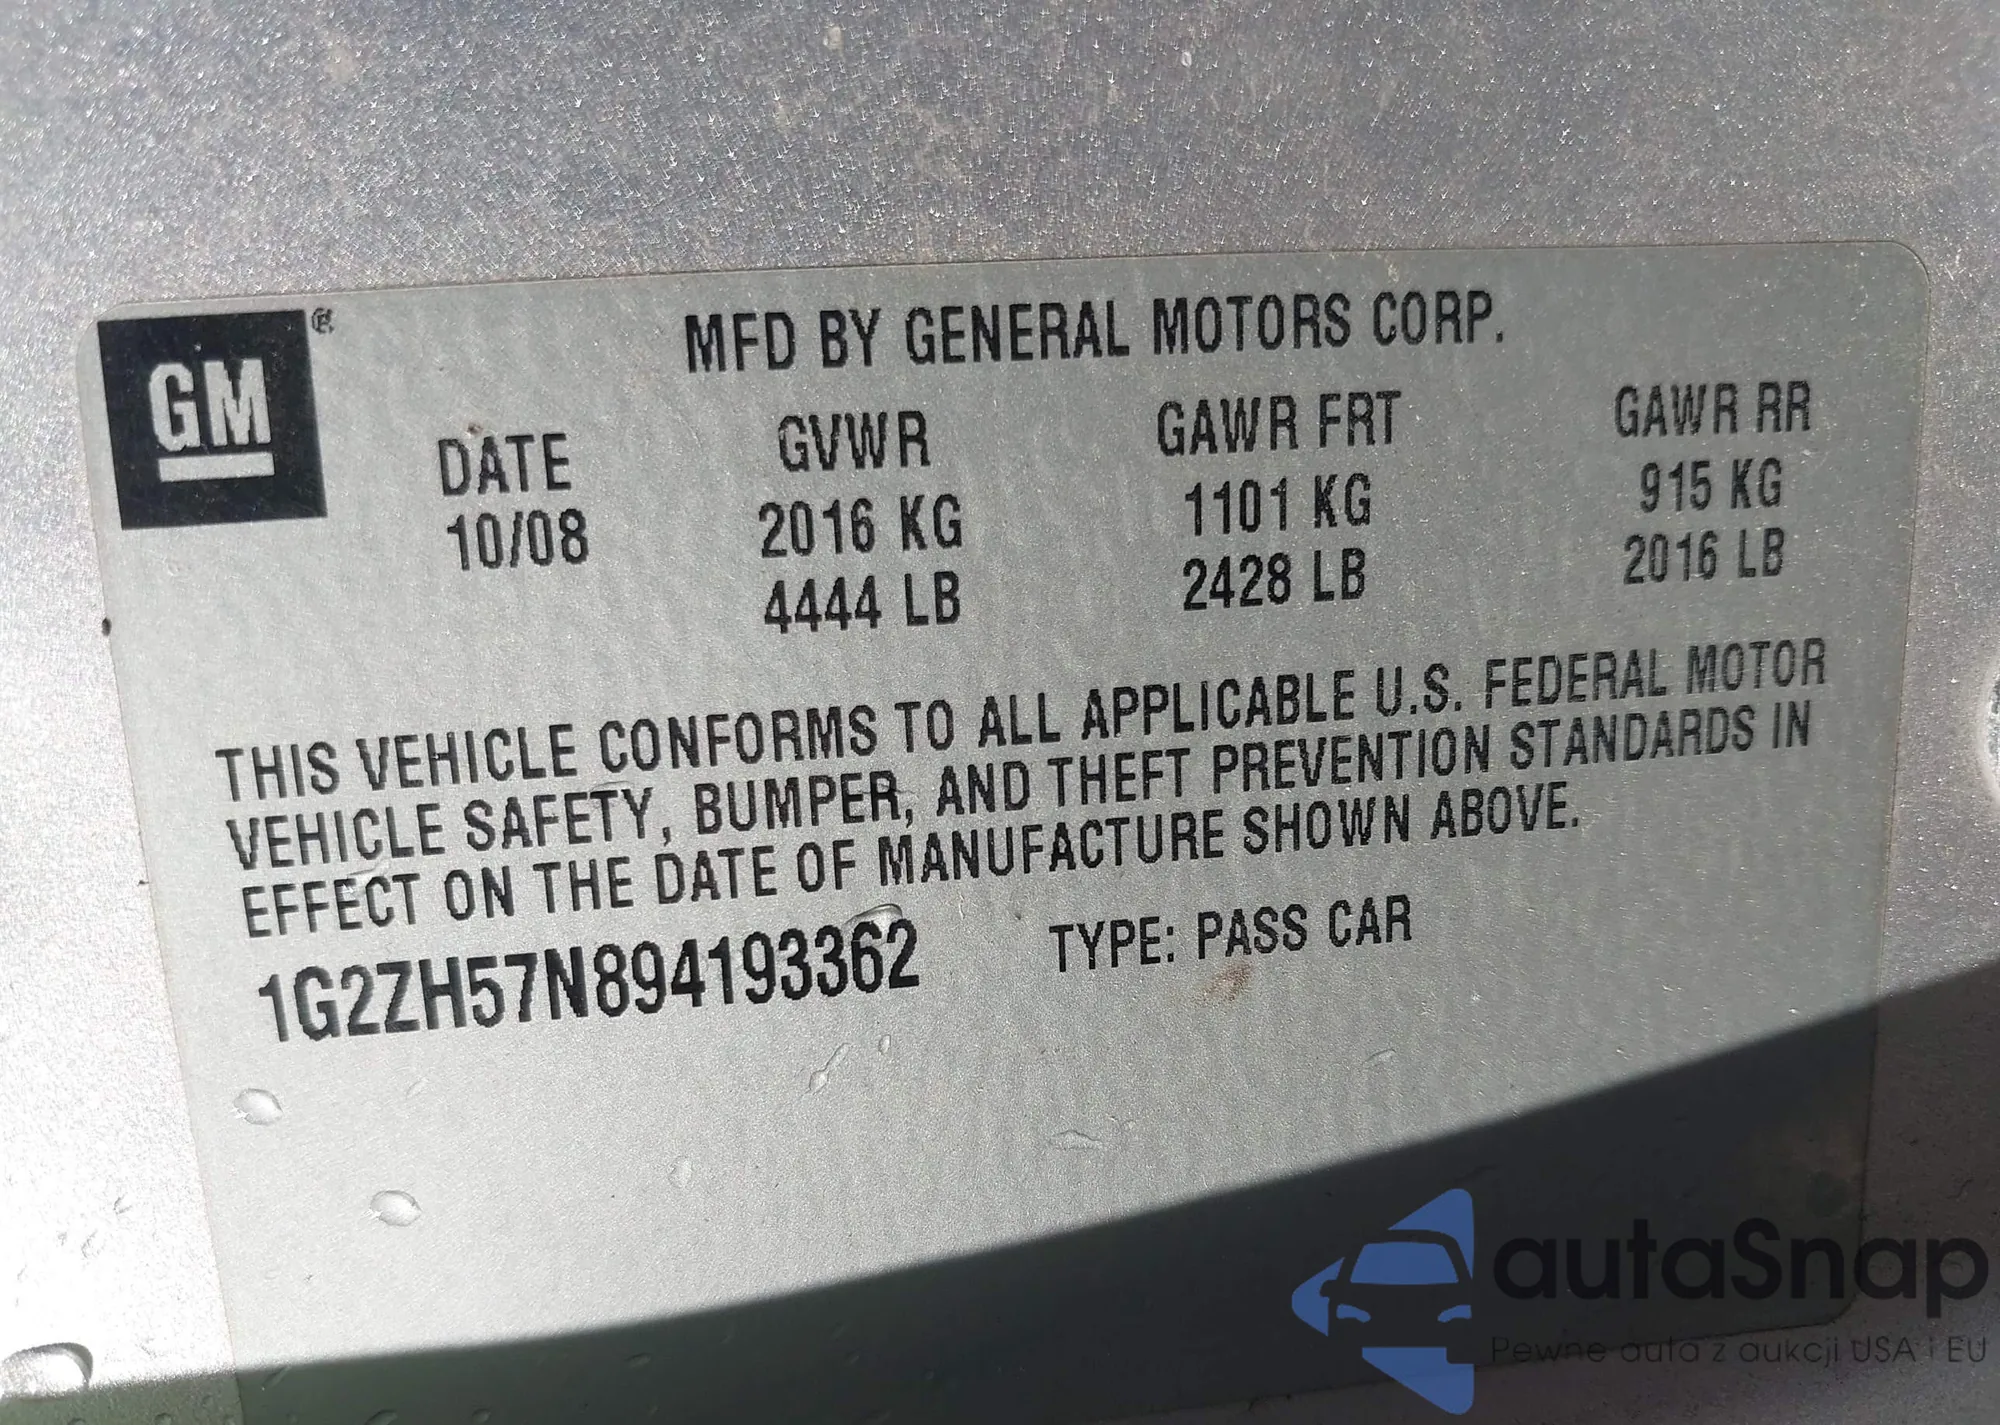 GM
MFD BY GENERAL MOTORS CORP.
DATE GVWR GAWR FRT GAWR RR
10/08 2016 KG 1101 KG 915 KG
4444 LB 2428 LB 2016 LB
THIS VEHICLE CONFORMS TO ALL APPLICABLE U.S. FEDERAL MOTOR
VEHICLE SAFETY, BUMPER, AND THEFT PREVENTION STANDARDS IN
EFFECT ON THE DATE OF MANUFACTURE SHOWN ABOVE.
1G2ZH57N894193362 TYPE: PASS CAR
autaSnap
Pewne auta z aukcji USA i EU